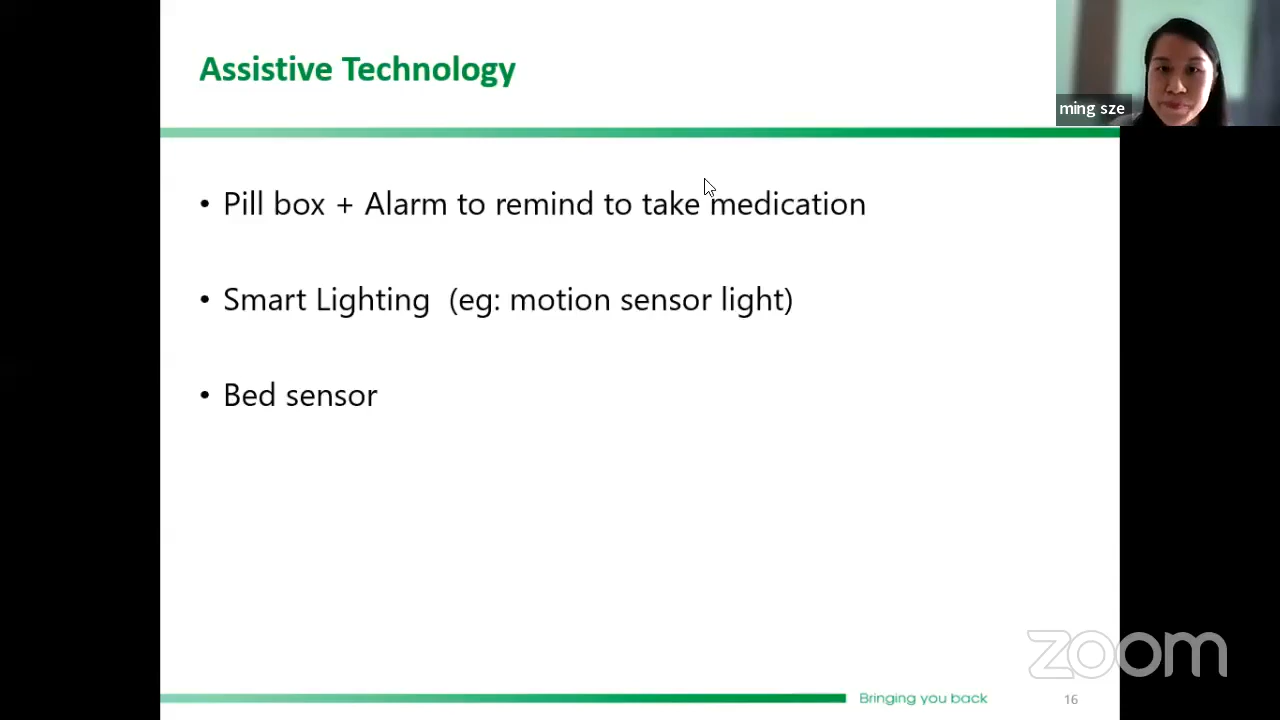 Assistive Technology
ming sze
• Pill box + Alarm to remind to take medication
• Smart Lighting  (eg: motion sensor light)
• Bed sensor
zoom
Bringing you back
16